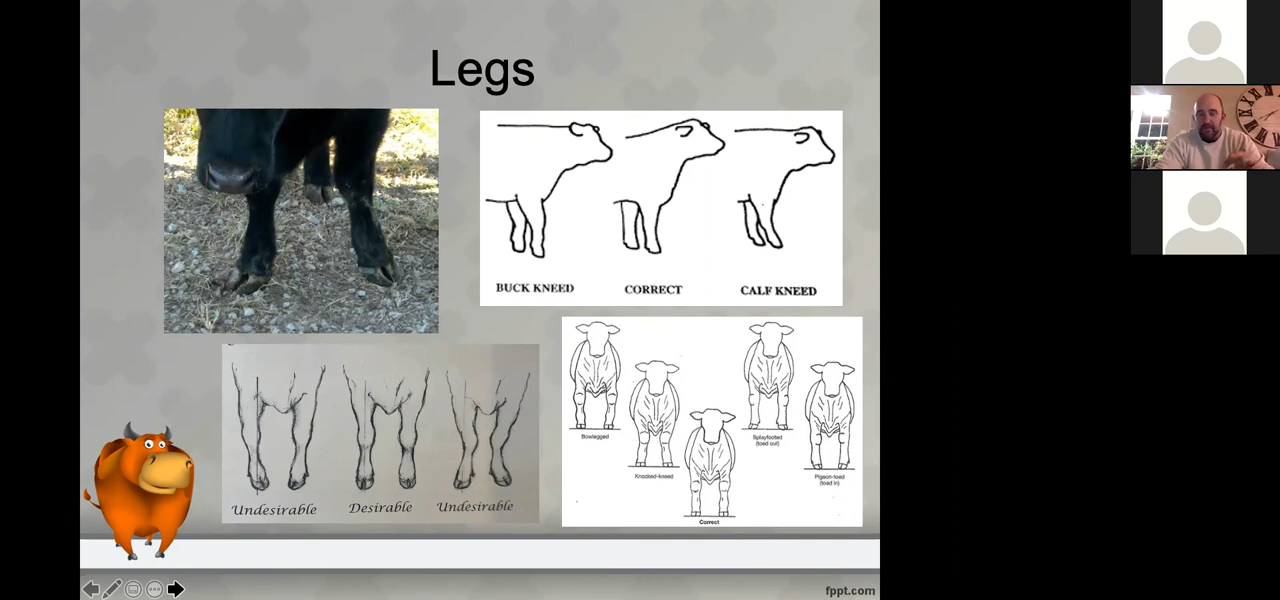 Legs
BUCK KNEED
CORRECT
CALF KNEED
Undesirable
Desirable
Undesirable
Bowlegged
Knocked-kneed
Correct
Splayfooted
(toed out)
Pigeon-toed
(toed in)
fppt.com